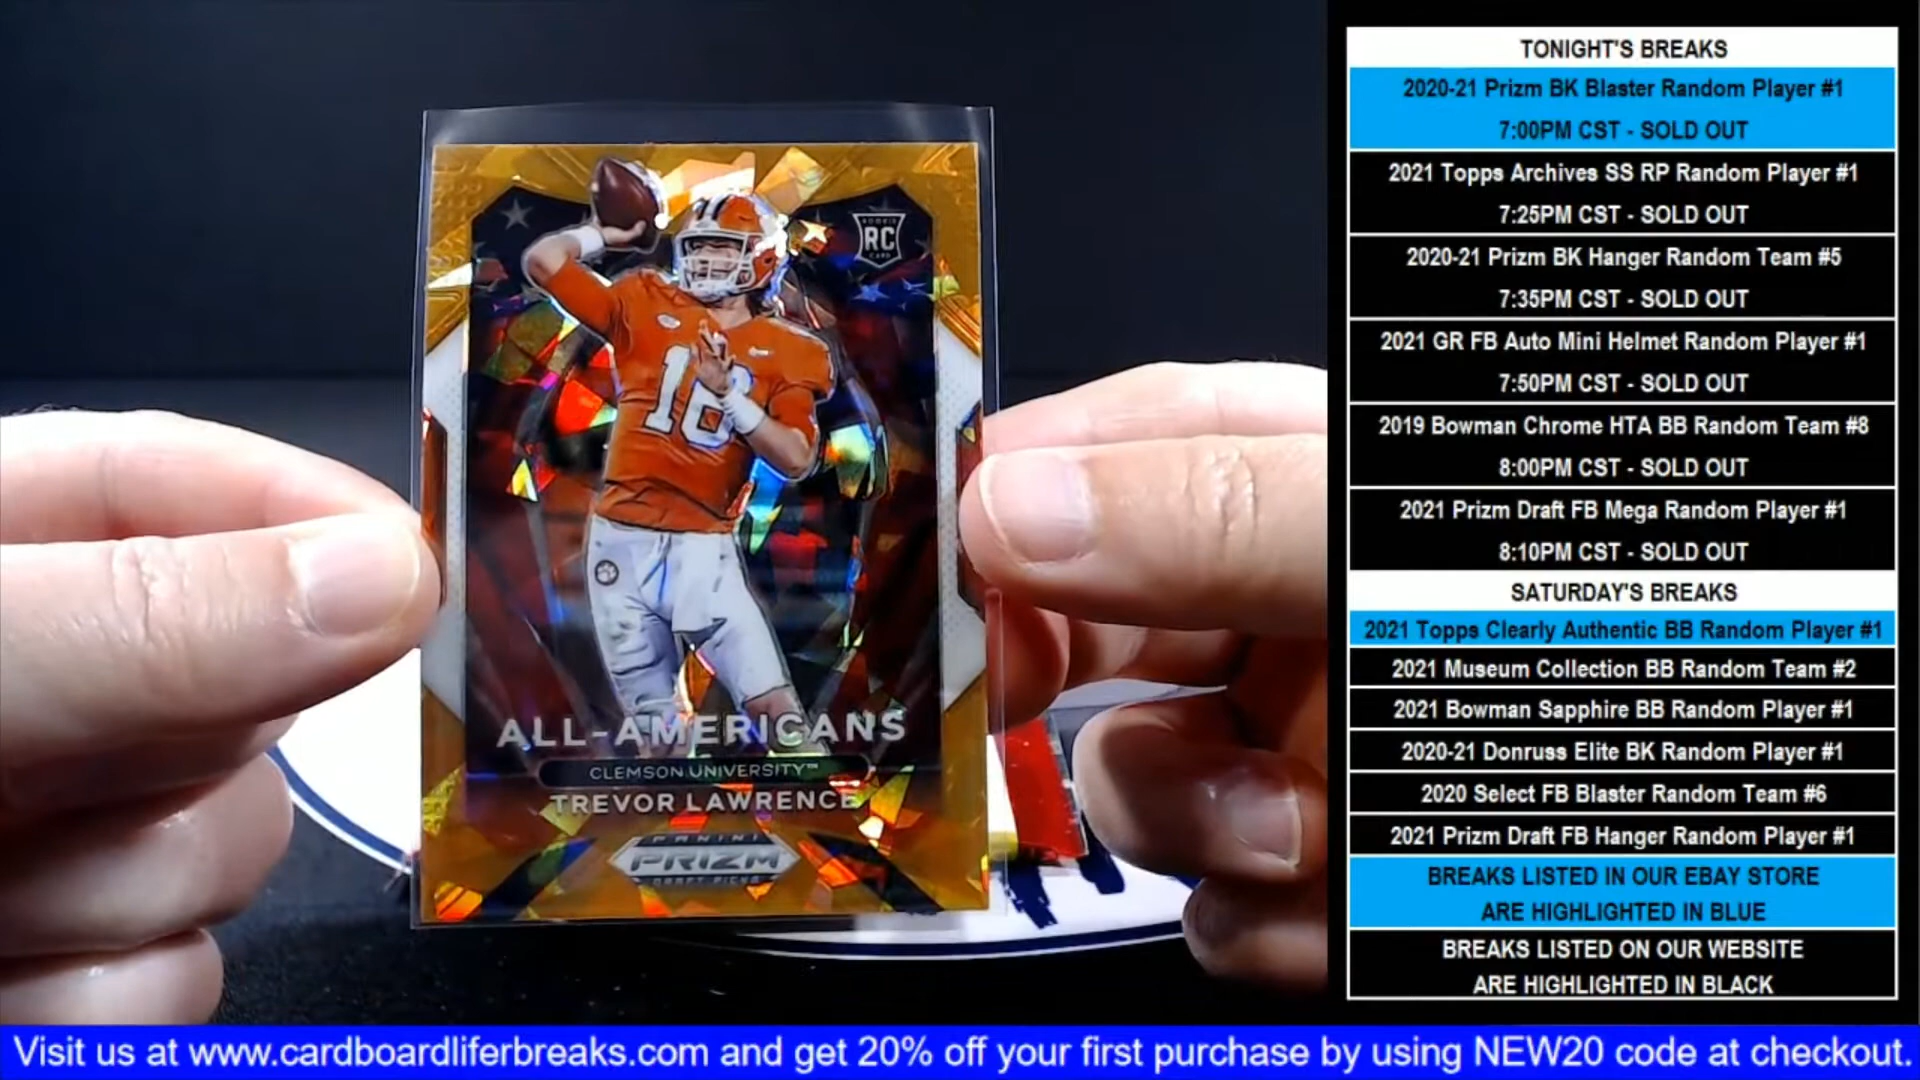 RC
16
ALL-AMERICANS
CLEMSON UNIVERSITY™
TREVOR LAWRENCE
PANINI
PRIZM
DRAFT PICKS
TONIGHT'S BREAKS
2020-21 Prizm BK Blaster Random Player #1
7:00PM CST - SOLD OUT
2021 Topps Archives SS RP Random Player #1
7:25PM CST - SOLD OUT
2020-21 Prizm BK Hanger Random Team #5
7:35PM CST - SOLD OUT
2021 GR FB Auto Mini Helmet Random Player #1
7:50PM CST - SOLD OUT
2019 Bowman Chrome HTA BB Random Team #8
8:00PM CST - SOLD OUT
2021 Prizm Draft FB Mega Random Player #1
8:10PM CST - SOLD OUT
SATURDAY'S BREAKS
2021 Topps Clearly Authentic BB Random Player #1
2021 Museum Collection BB Random Team #2
2021 Bowman Sapphire BB Random Player #1
2020-21 Donruss Elite BK Random Player #1
2020 Select FB Blaster Random Team #6
2021 Prizm Draft FB Hanger Random Player #1
BREAKS LISTED IN OUR EBAY STORE
ARE HIGHLIGHTED IN BLUE
BREAKS LISTED ON OUR WEBSITE
ARE HIGHLIGHTED IN BLACK
Visit us at www.cardboardliferbreaks.com and get 20% off your first purchase by using NEW20 code at checkout.